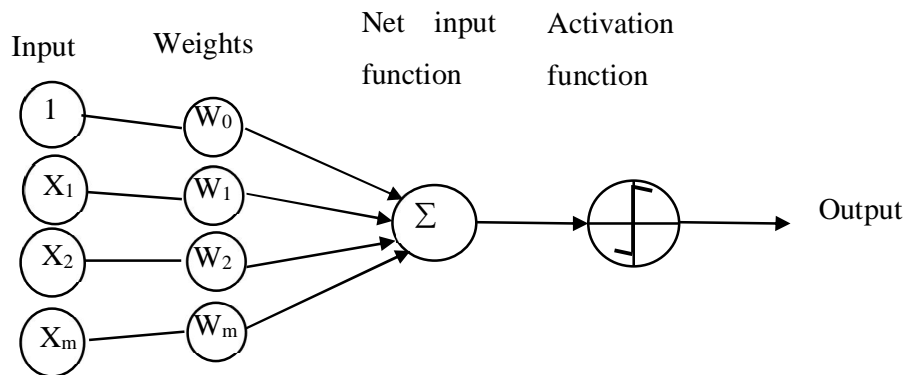 Input
Weights
Net input
function
Activation
function
1
W0
X1
W1
X2
W2
Xm
Wm
Σ
Output